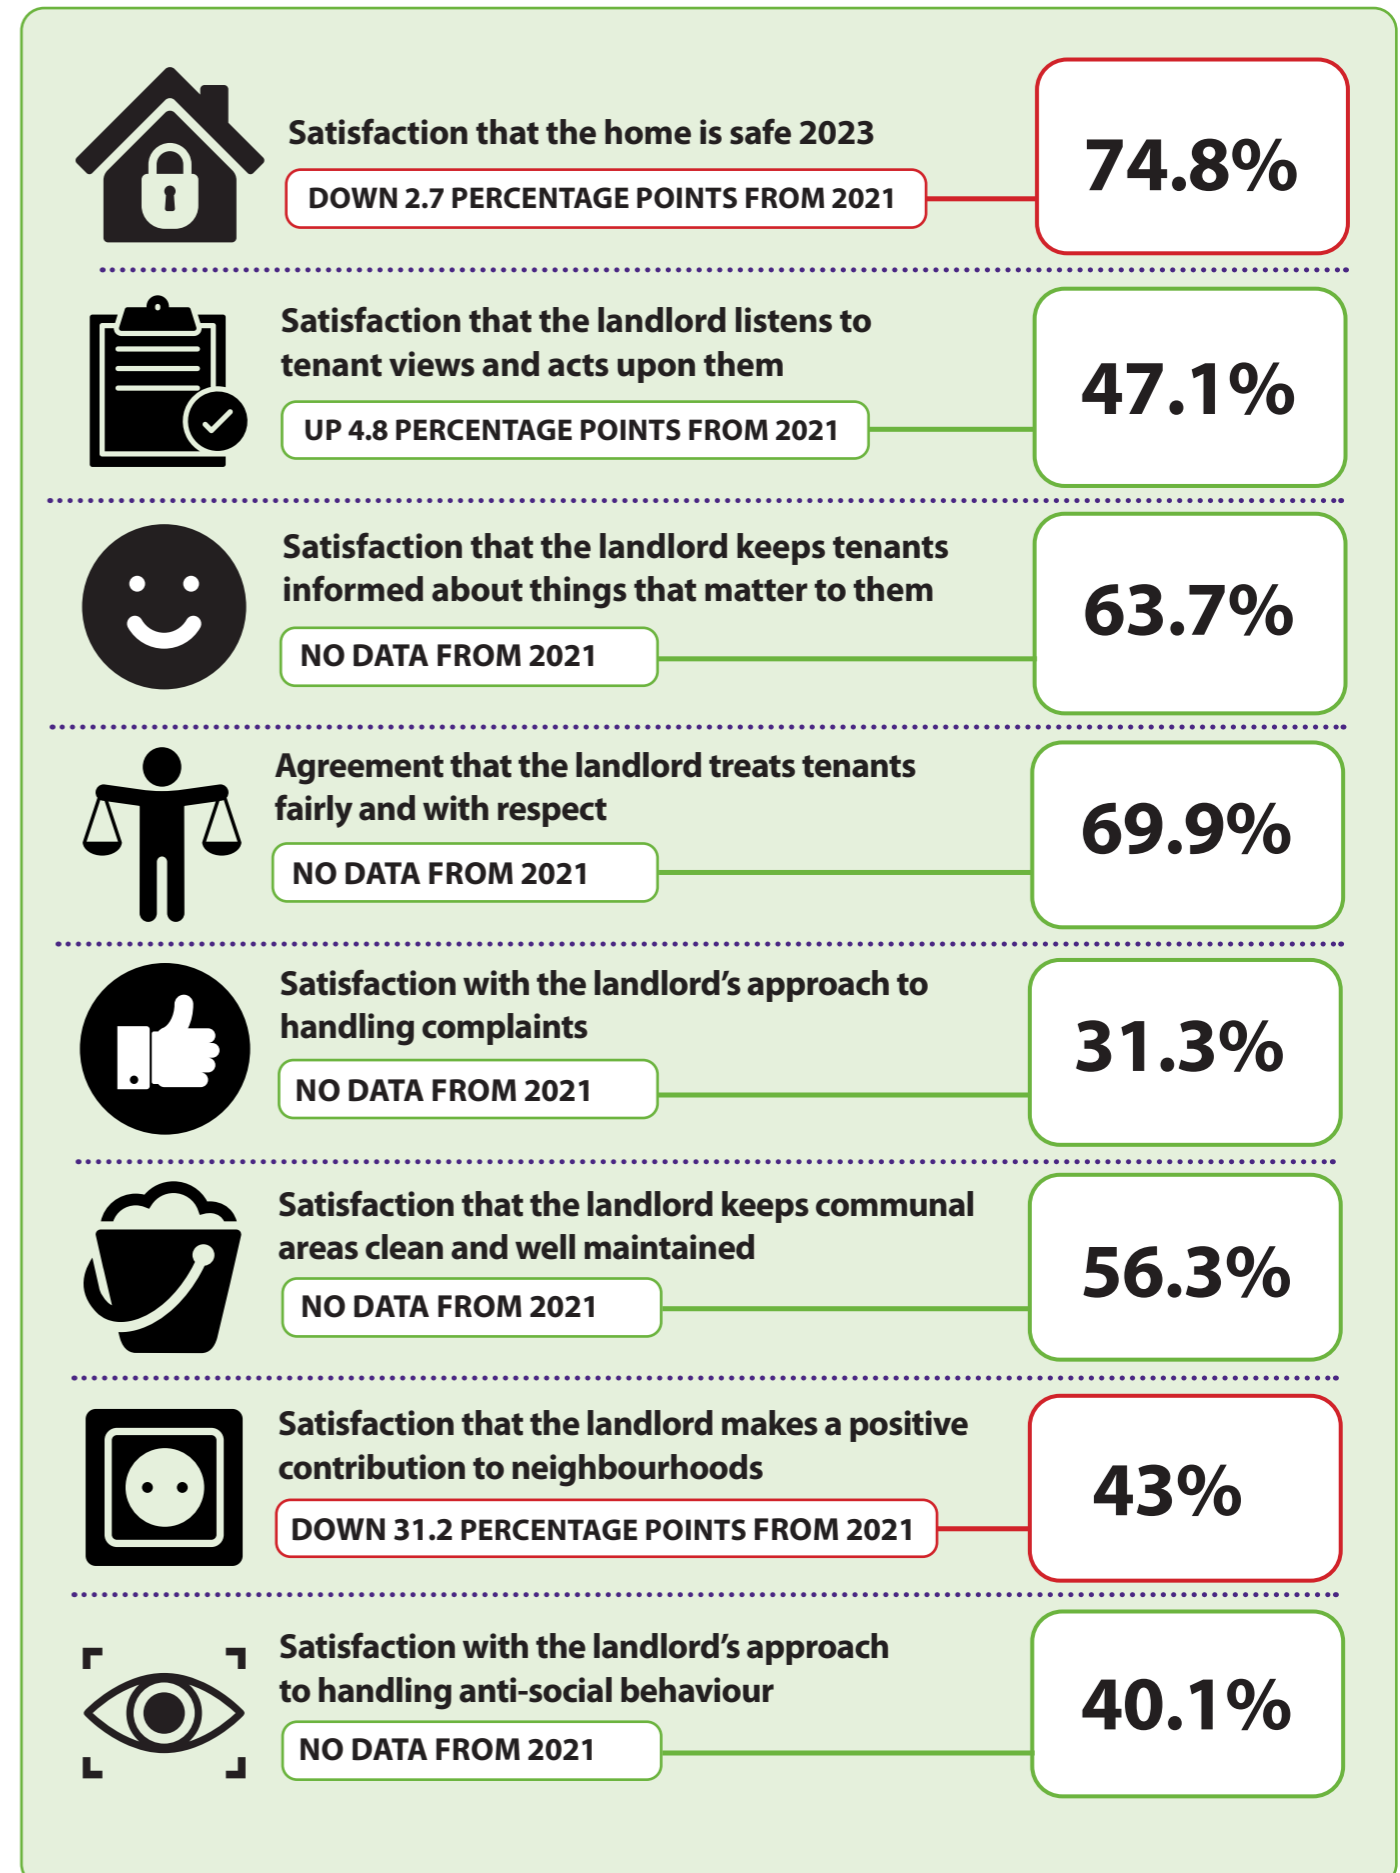 Satisfaction that the home is safe 2023
DOWN 2.7 PERCENTAGE POINTS FROM 2021
74.8%
Satisfaction that the landlord listens to
tenant views and acts upon them
UP 4.8 PERCENTAGE POINTS FROM 2021
47.1%
Satisfaction that the landlord keeps tenants
informed about things that matter to them
NO DATA FROM 2021
63.7%
Agreement that the landlord treats tenants
fairly and with respect
NO DATA FROM 2021
69.9%
Satisfaction with the landlord’s approach to
handling complaints
NO DATA FROM 2021
31.3%
Satisfaction that the landlord keeps communal
areas clean and well maintained
NO DATA FROM 2021
56.3%
Satisfaction that the landlord makes a positive
contribution to neighbourhoods
DOWN 31.2 PERCENTAGE POINTS FROM 2021
43%
Satisfaction with the landlord’s approach
to handling anti-social behaviour
NO DATA FROM 2021
40.1%